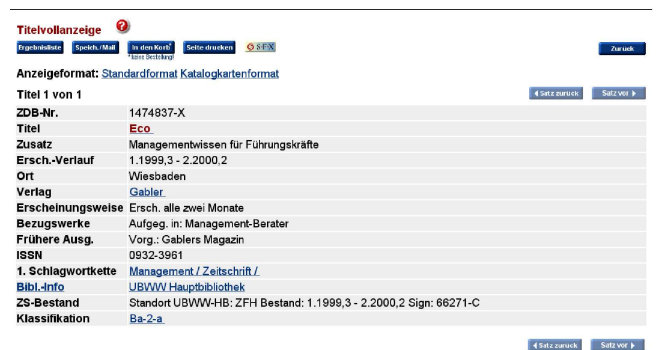 Titelvollanzeige ?
Ergebnisliste Speich./Mail In den Korb* Seite drucken S·F·X Zurück
*keine Bestellung!
Anzeigeformat: Standardformat Katalogkartenformat
Titel 1 von 1 Satz zurück Satz vor
ZDB-Nr. 1474837-X
Titel Eco
Zusatz Managementwissen für Führungskräfte
Ersch.-Verlauf 1.1999,3 - 2.2000,2
Ort Wiesbaden
Verlag Gabler
Erscheinungsweise Ersch. alle zwei Monate
Bezugswerke Aufgeg. in: Management-Berater
Frühere Ausg. Vorg.: Gablers Magazin
ISSN 0932-3961
1. Schlagwortkette Management / Zeitschrift /
Bibl.-Info UBWW Hauptbibliothek
ZS-Bestand Standort UBWW-HB: ZFH Bestand: 1.1999,3 - 2.2000,2 Sign: 66271-C
Klassifikation Ba-2-a
Satz zurück Satz vor